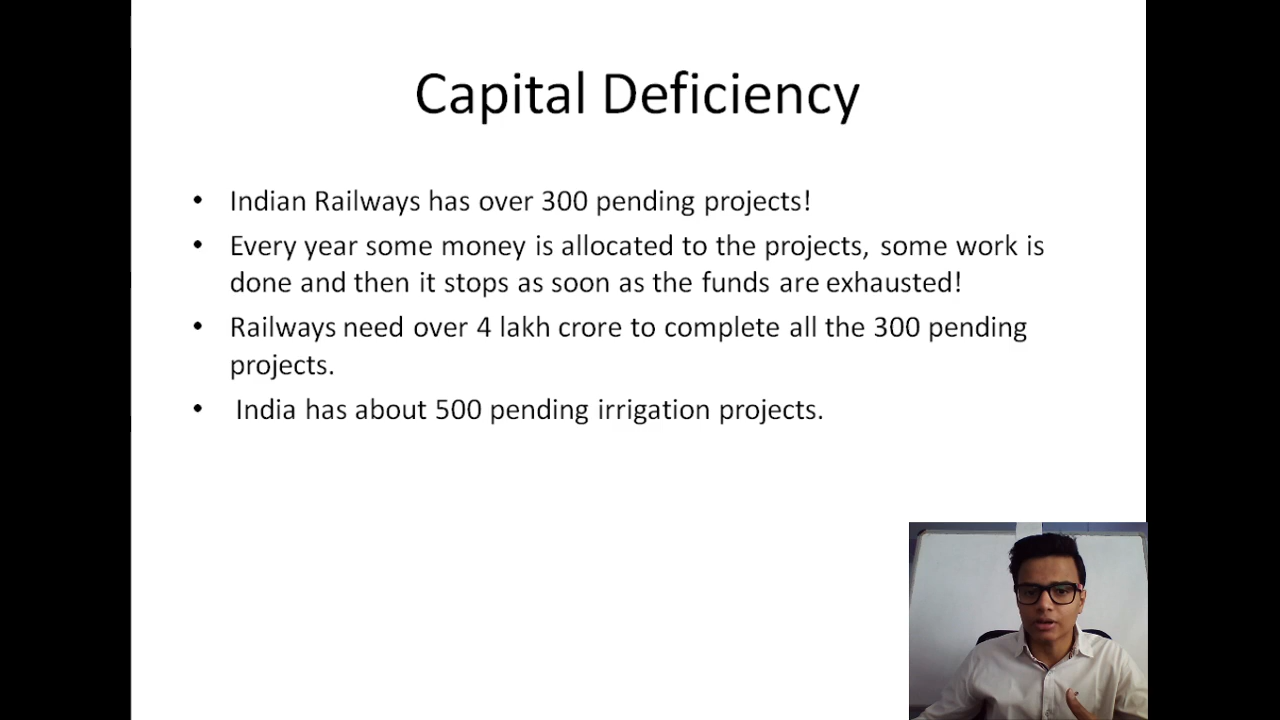 Capital Deficiency
• Indian Railways has over 300 pending projects!
• Every year some money is allocated to the projects, some work is
done and then it stops as soon as the funds are exhausted!
• Railways need over 4 lakh crore to complete all the 300 pending
projects.
• India has about 500 pending irrigation projects.